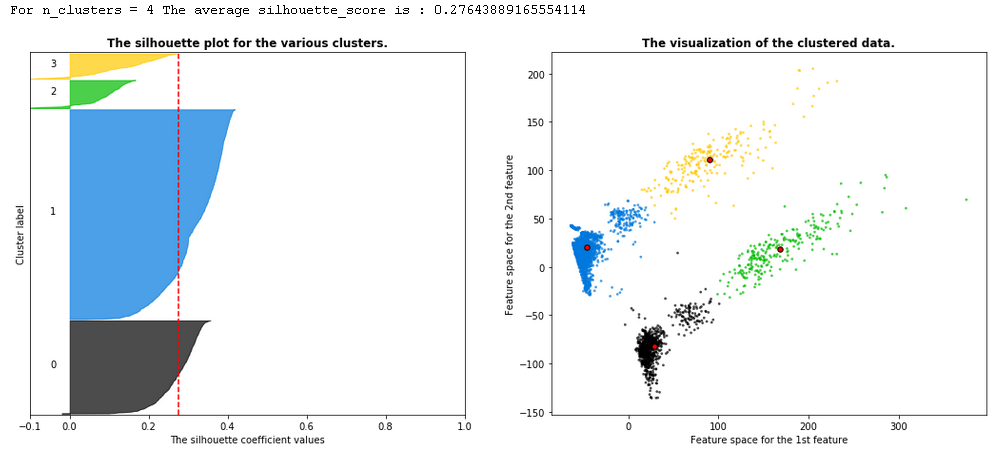 For n_clusters = 4 The average silhouette_score is : 0.27643889165554114
The silhouette plot for the various clusters.
3
2
1
0
Cluster label
−0.1 0.0 0.2 0.4 0.6 0.8 1.0
The silhouette coefficient values
The visualization of the clustered data.
200
150
100
50
0
−50
−100
−150
Feature space for the 2nd feature
0 100 200 300
Feature space for the 1st feature